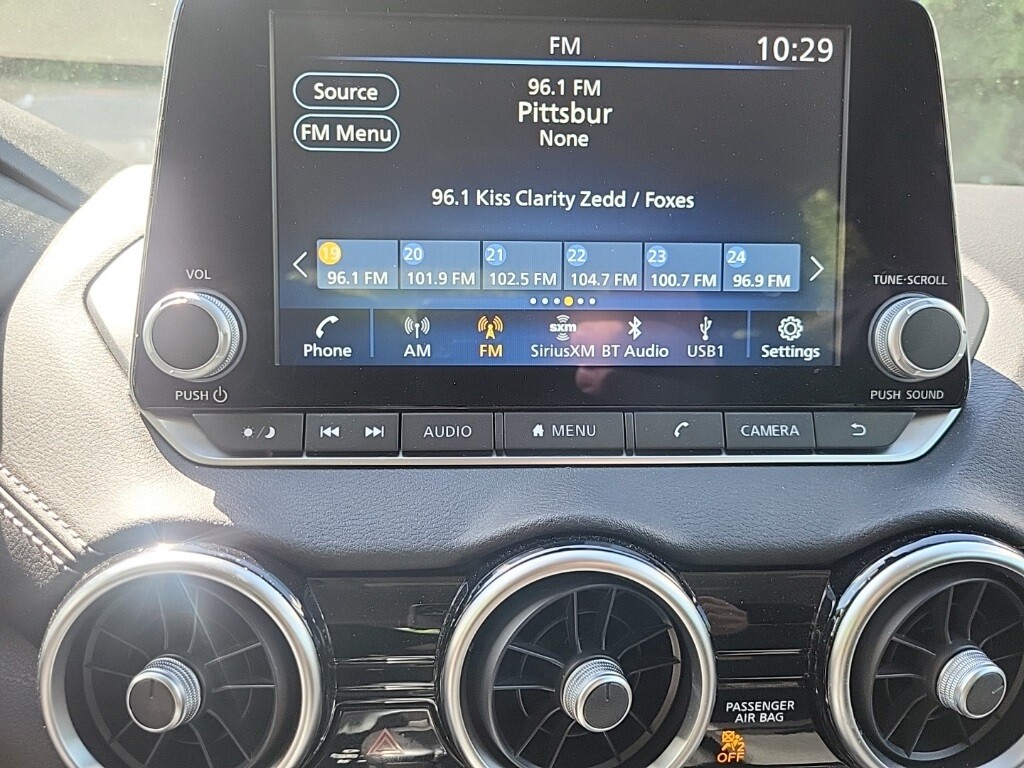 FM 10:29
Source
FM Menu
96.1 FM
Pittsbur
None
96.1 Kiss Clarity Zedd / Foxes
19 20 21 22 23 24
96.1 FM 101.9 FM 102.5 FM 104.7 FM 100.7 FM 96.9 FM
VOL
TUNE·SCROLL
sxm
Phone AM FM SiriusXM BT Audio USB1 Settings
PUSH
PUSH SOUND
AUDIO MENU CAMERA
PASSENGER
AIR BAG
OFF